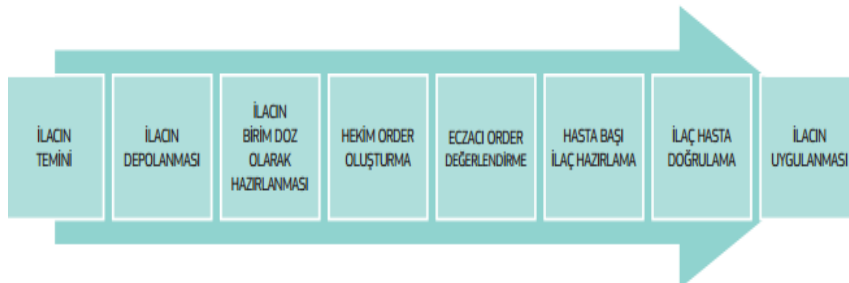 İLACIN
TEMİNİ
İLACIN
DEPOLANMASI
İLACIN
BİRİM DOZ
OLARAK
HAZIRLANMASI
HEKİM ORDER
OLUŞTURMA
ECZACI ORDER
DEĞERLENDİRME
HASTA BAŞI
İLAÇ HAZIRLAMA
İLAÇ HASTA
DOĞRULAMA
İLACIN
UYGULANMASI